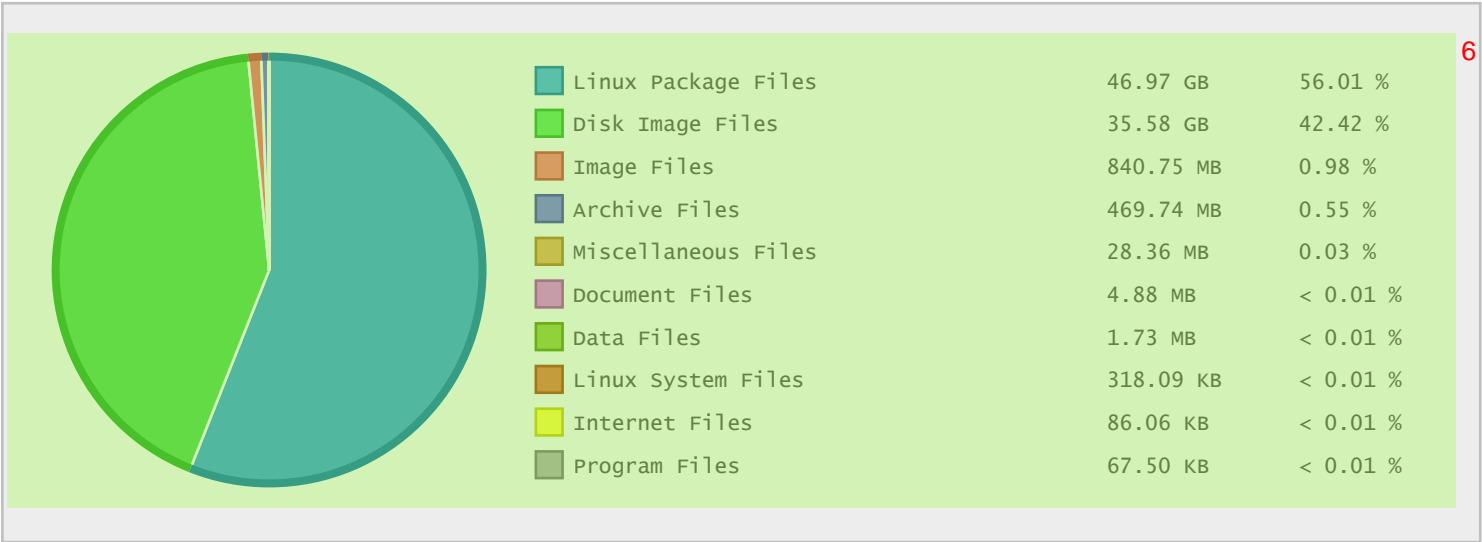 6
Linux Package Files 46.97 GB 56.01 %
Disk Image Files 35.58 GB 42.42 %
Image Files 840.75 MB 0.98 %
Archive Files 469.74 MB 0.55 %
Miscellaneous Files 28.36 MB 0.03 %
Document Files 4.88 MB < 0.01 %
Data Files 1.73 MB < 0.01 %
Linux System Files 318.09 KB < 0.01 %
Internet Files 86.06 KB < 0.01 %
Program Files 67.50 KB < 0.01 %